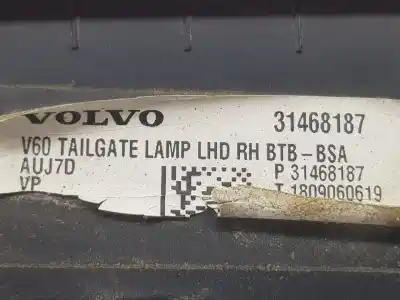 VOLVO 31468187
V60 TAILGATE LAMP LHD RH BTB-BSA
AUJ7D P 31468187
VP T 1809060619